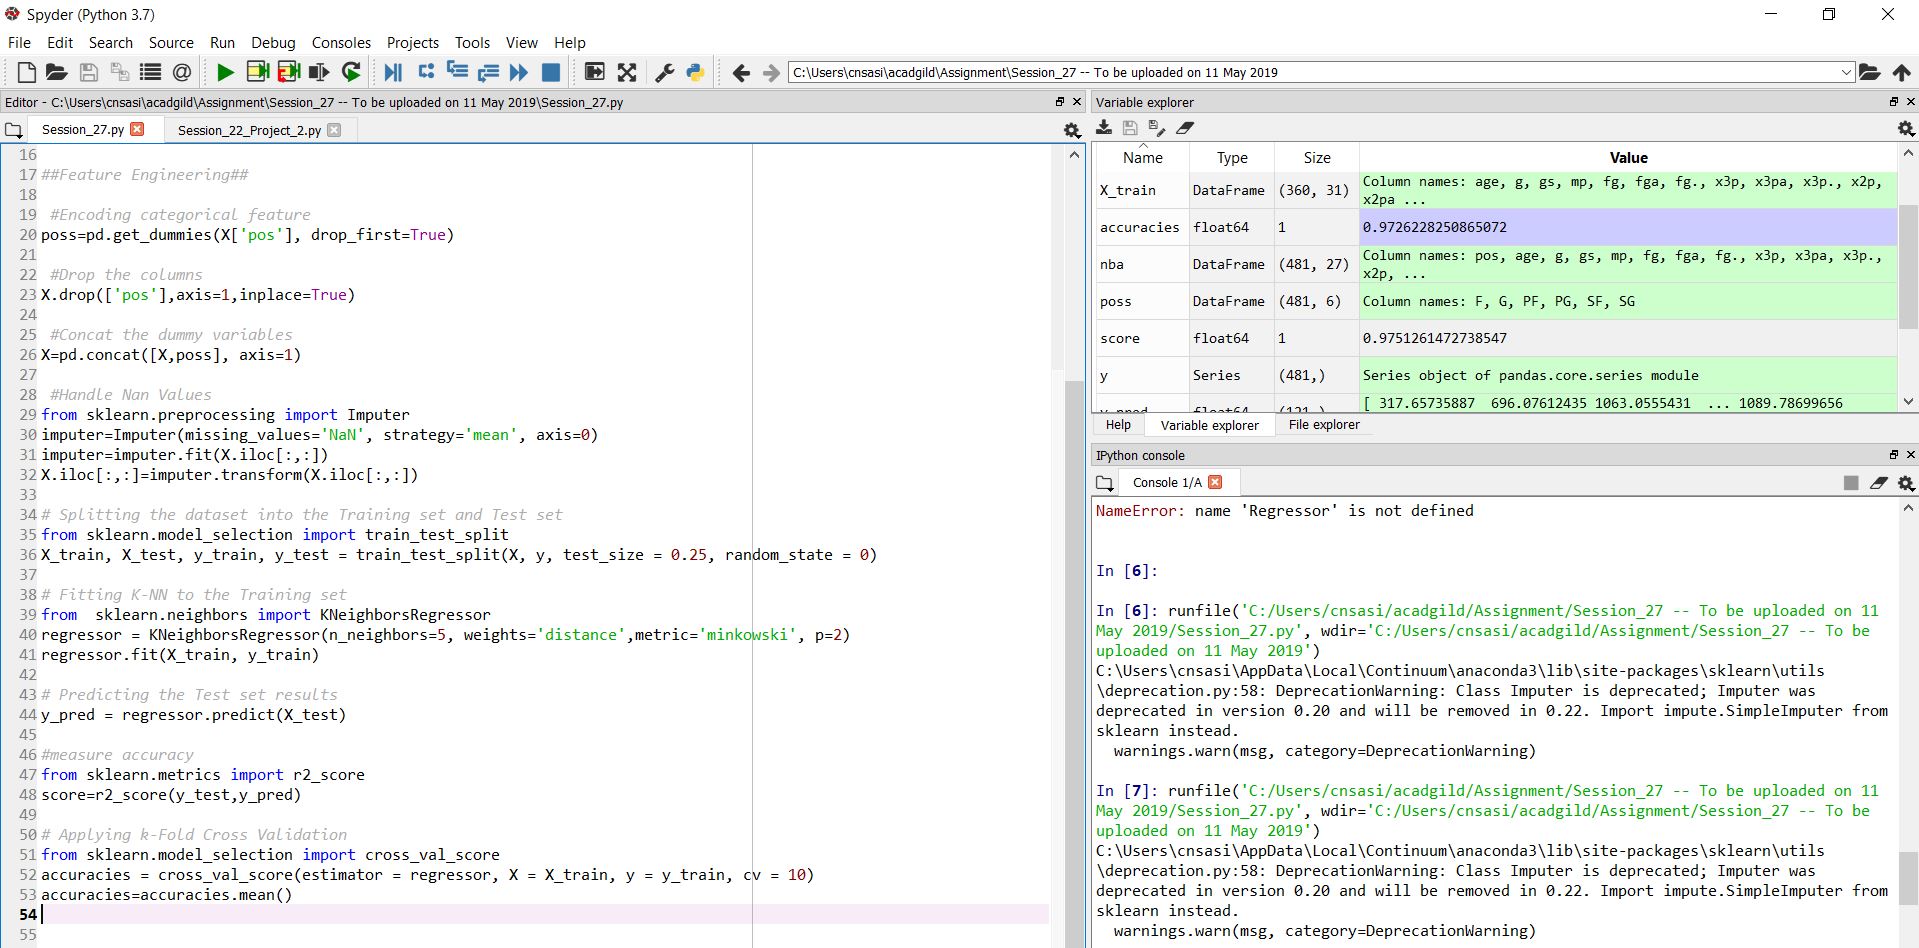 Spyder (Python 3.7)
File Edit Search Source Run Debug Consoles Projects Tools View Help
C:\Users\cnsasi\acadgild\Assignment\Session_27 -- To be uploaded on 11 May 2019
Editor - C:\Users\cnsasi\acadgild\Assignment\Session_27 -- To be uploaded on 11 May 2019\Session_27.py
Session_27.py Session_22_Project_2.py
16
17 ##Feature Engineering##
18
19 #Encoding categorical feature
20 poss=pd.get_dummies(X['pos'], drop_first=True)
21
22 #Drop the columns
23 X.drop(['pos'],axis=1,inplace=True)
24
25 #Concat the dummy variables
26 X=pd.concat([X,poss], axis=1)
27
28 #Handle Nan Values
29 from sklearn.preprocessing import Imputer
30 imputer=Imputer(missing_values='NaN', strategy='mean', axis=0)
31 imputer=imputer.fit(X.iloc[:,:])
32 X.iloc[:,:]=imputer.transform(X.iloc[:,:])
33
34 # Splitting the dataset into the Training set and Test set
35 from sklearn.model_selection import train_test_split
36 X_train, X_test, y_train, y_test = train_test_split(X, y, test_size = 0.25, random_state = 0)
37
38 # Fitting K-NN to the Training set
39 from  sklearn.neighbors import KNeighborsRegressor
40 regressor = KNeighborsRegressor(n_neighbors=5, weights='distance',metric='minkowski', p=2)
41 regressor.fit(X_train, y_train)
42
43 # Predicting the Test set results
44 y_pred = regressor.predict(X_test)
45
46 #measure accuracy
47 from sklearn.metrics import r2_score
48 score=r2_score(y_test,y_pred)
49
50 # Applying k-Fold Cross Validation
51 from sklearn.model_selection import cross_val_score
52 accuracies = cross_val_score(estimator = regressor, X = X_train, y = y_train, cv = 10)
53 accuracies=accuracies.mean()
54
55
Variable explorer
Name Type Size Value
X_train DataFrame (360, 31) Column names: age, g, gs, mp, fg, fga, fg., x3p, x3pa, x3p., x2p,
x2pa ...
accuracies float64 1 0.9726228250865072
nba DataFrame (481, 27) Column names: pos, age, g, gs, mp, fg, fga, fg., x3p, x3pa, x3p.,
x2p, ...
poss DataFrame (481, 6) Column names: F, G, PF, PG, SF, SG
score float64 1 0.9751261472738547
y Series (481,) Series object of pandas.core.series module
y_pred float64 (121,) [ 317.65735887  696.07612435 1063.0555431  ... 1089.78699656
Help Variable explorer File explorer
IPython console
Console 1/A
NameError: name 'Regressor' is not defined
In [6]:
In [6]: runfile('C:/Users/cnsasi/acadgild/Assignment/Session_27 -- To be uploaded on 11
May 2019/Session_27.py', wdir='C:/Users/cnsasi/acadgild/Assignment/Session_27 -- To be
uploaded on 11 May 2019')
C:\Users\cnsasi\AppData\Local\Continuum\anaconda3\lib\site-packages\sklearn\utils
\deprecation.py:58: DeprecationWarning: Class Imputer is deprecated; Imputer was
deprecated in version 0.20 and will be removed in 0.22. Import impute.SimpleImputer from
sklearn instead.
warnings.warn(msg, category=DeprecationWarning)
In [7]: runfile('C:/Users/cnsasi/acadgild/Assignment/Session_27 -- To be uploaded on 11
May 2019/Session_27.py', wdir='C:/Users/cnsasi/acadgild/Assignment/Session_27 -- To be
uploaded on 11 May 2019')
C:\Users\cnsasi\AppData\Local\Continuum\anaconda3\lib\site-packages\sklearn\utils
\deprecation.py:58: DeprecationWarning: Class Imputer is deprecated; Imputer was
deprecated in version 0.20 and will be removed in 0.22. Import impute.SimpleImputer from
sklearn instead.
warnings.warn(msg, category=DeprecationWarning)